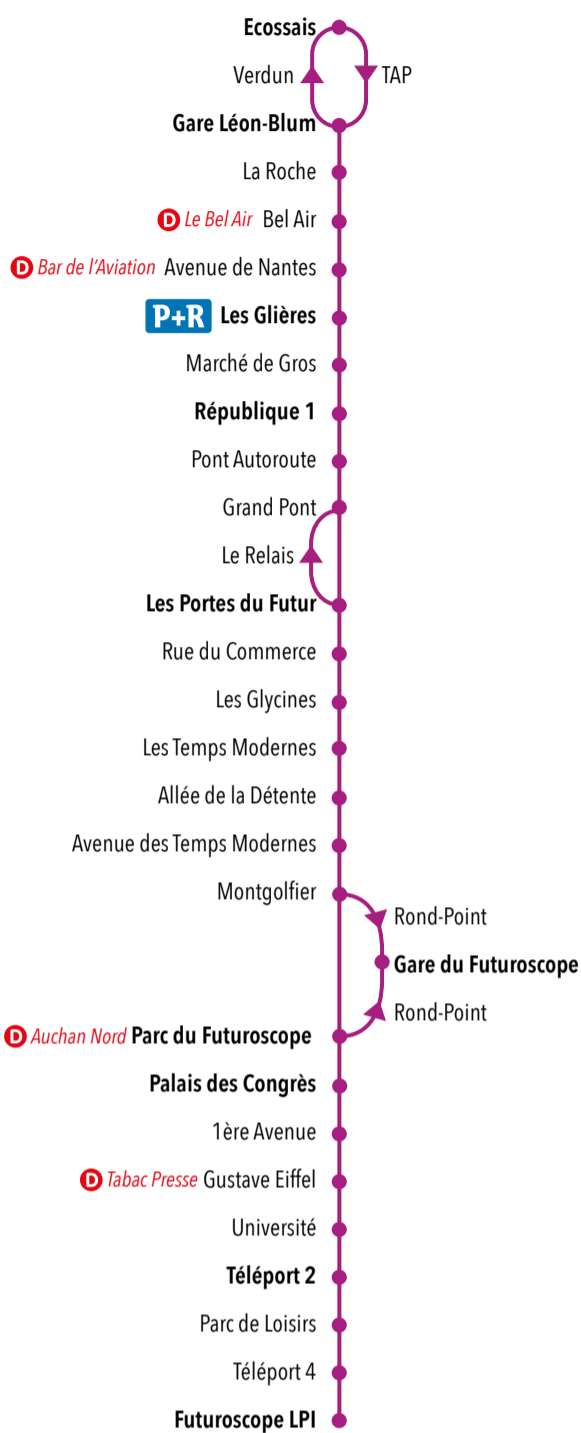 Ecossais
Verdun TAP
Gare Léon-Blum
La Roche
D Le Bel Air Bel Air
D Bar de l'Aviation Avenue de Nantes
P+R Les Glières
Marché de Gros
République 1
Pont Autoroute
Grand Pont
Le Relais
Les Portes du Futur
Rue du Commerce
Les Glycines
Les Temps Modernes
Allée de la Détente
Avenue des Temps Modernes
Montgolfier
Rond-Point
Gare du Futuroscope
Rond-Point
D Auchan Nord Parc du Futuroscope
Palais des Congrès
1ère Avenue
D Tabac Presse Gustave Eiffel
Université
Téléport 2
Parc de Loisirs
Téléport 4
Futuroscope LPI